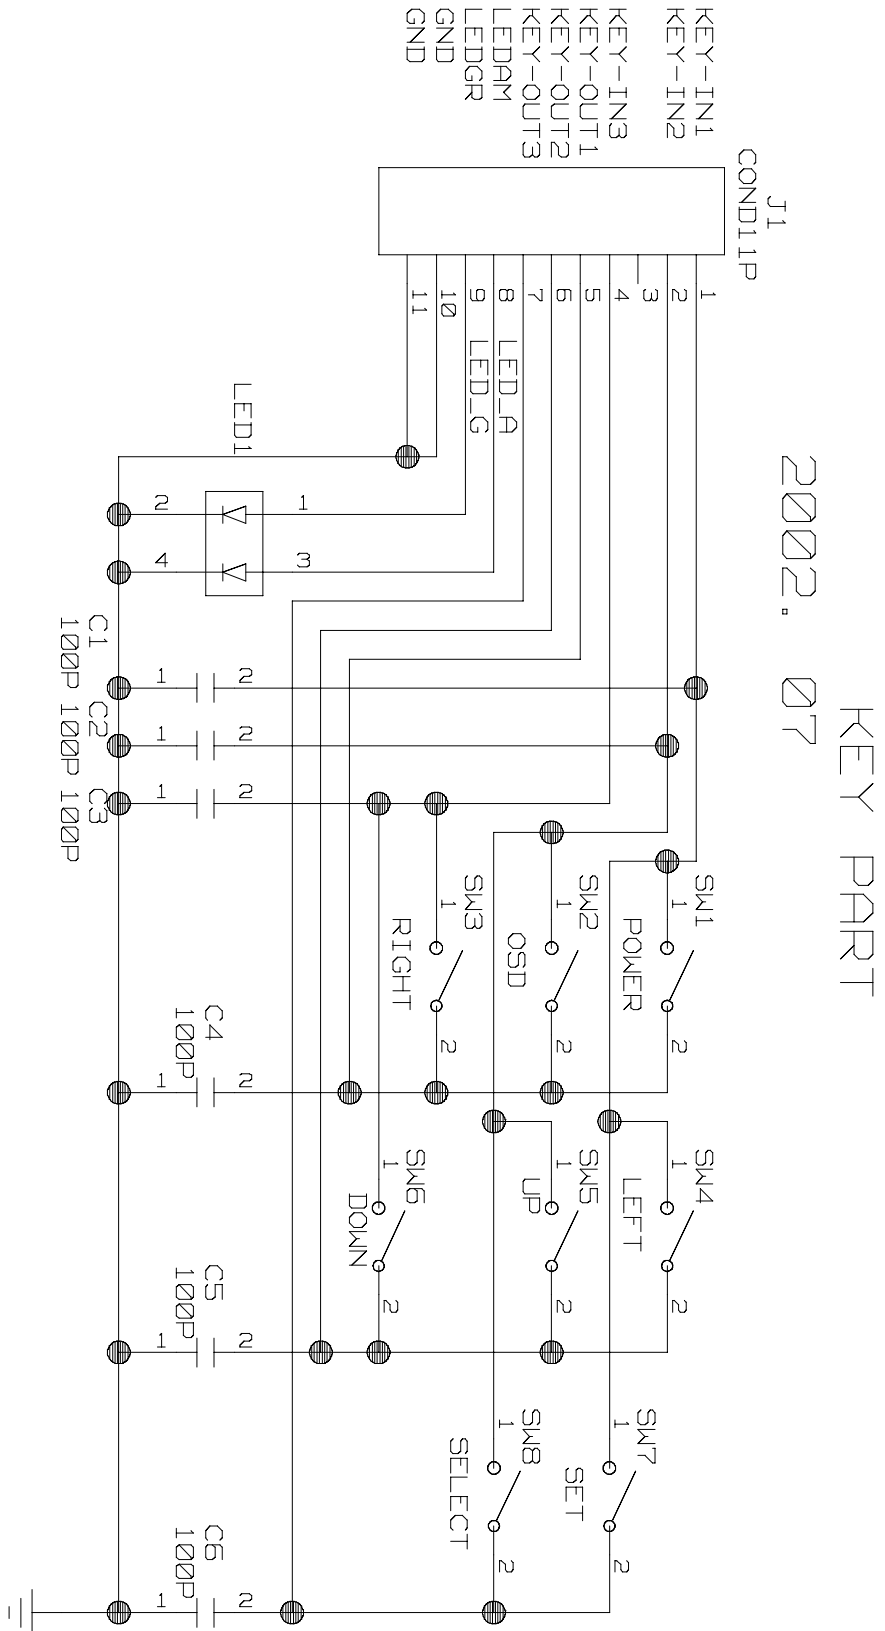 KEY PART
2002. 07
J1
COND11P
KEY-IN1
KEY-IN2
KEY-IN3
KEY-OUT1
KEY-OUT2
KEY-OUT3
LEDAM
LEDGR
GND
GND
1
2
3
4
5
6
7
8
9
10
11
LED_A
LED_G
LED1
1
2
3
4
C1
100P
1
2
C2
100P
1
2
C3
100P
1
2
SW1
1
POWER
2
SW2
1
OSD
2
SW3
1
RIGHT
2
C4
100P
1
2
SW4
1
LEFT
2
SW5
1
UP
2
SW6
1
DOWN
2
C5
100P
1
2
SW7
1
SET
2
SW8
1
SELECT
2
C6
100P
1
2